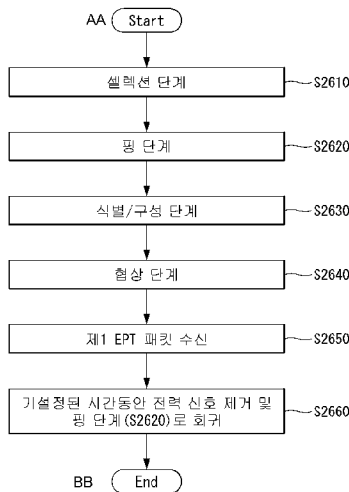 AA Start
셀렉션 단계 S2610
핑 단계 S2620
식별/구성 단계 S2630
협상 단계 S2640
제1 EPT 패킷 수신 S2650
기설정된 시간동안 전력 신호 제거 및
핑 단계(S2620)로 회귀 S2660
BB End